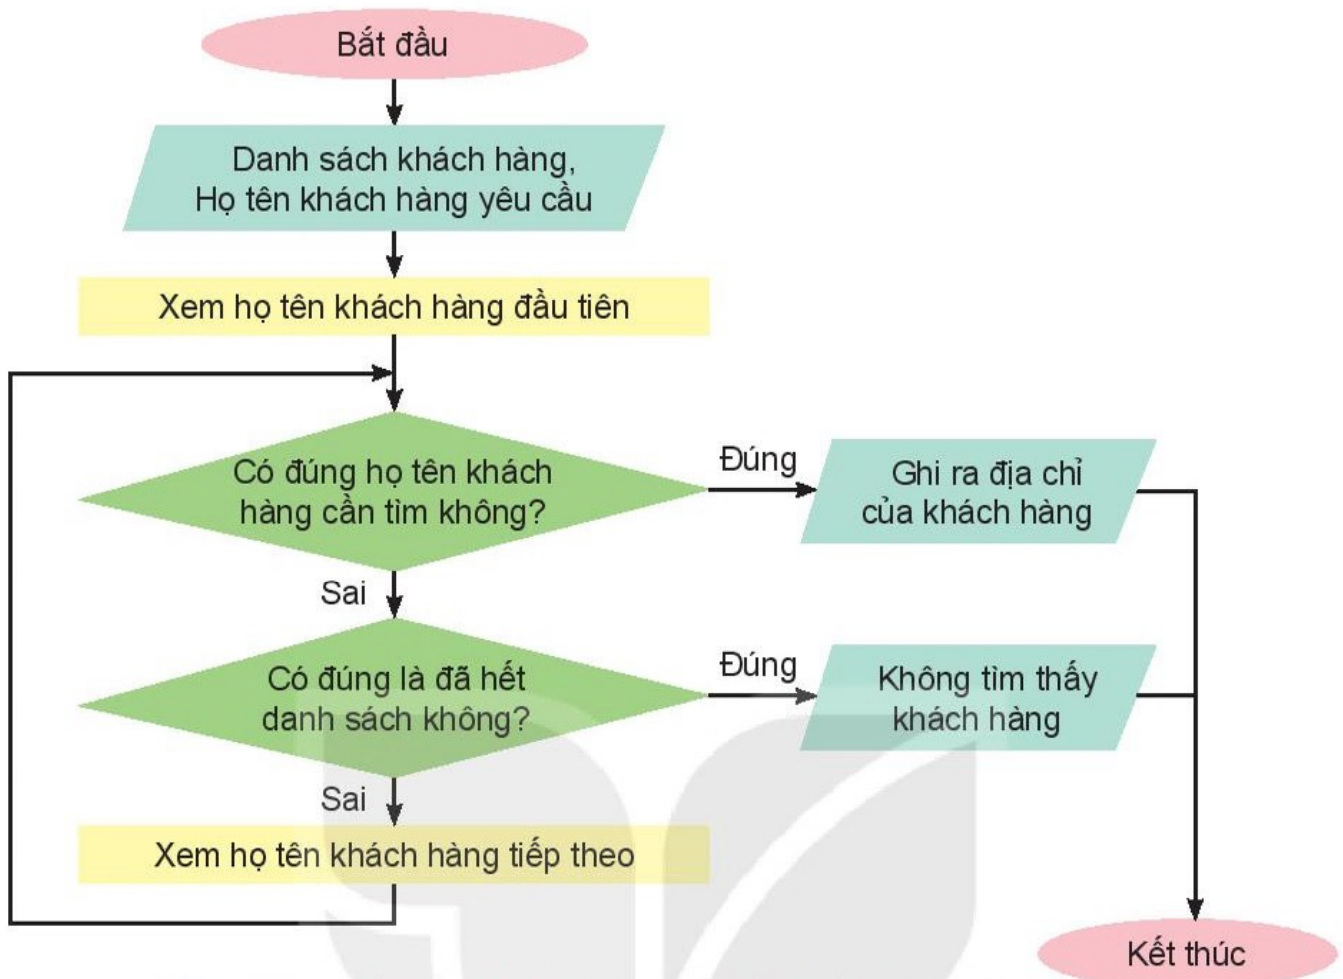 Bắt đầu
Danh sách khách hàng,
Họ tên khách hàng yêu cầu
Xem họ tên khách hàng đầu tiên
Có đúng họ tên khách
hàng cần tìm không?
Đúng
Ghi ra địa chỉ
của khách hàng
Sai
Có đúng là đã hết
danh sách không?
Đúng
Không tìm thấy
khách hàng
Sai
Xem họ tên khách hàng tiếp theo
Kết thúc